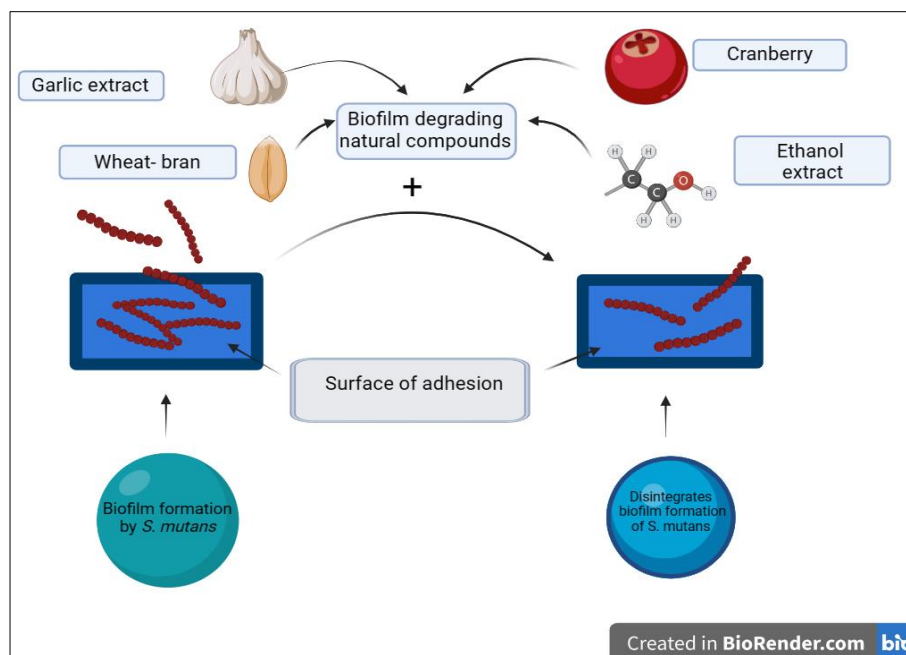 Garlic extract
Cranberry
Biofilm degrading
natural compounds
Wheat- bran
Ethanol
extract
H
H
C
C
O
H
H
H
+
Surface of adhesion
Biofilm formation
by S. mutans
Disintegrates
biofilm formation
of S. mutans
Created in BioRender.com bio